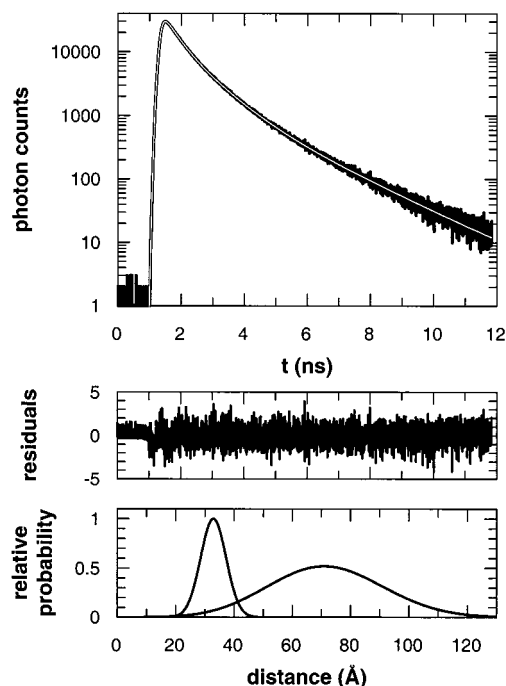 photon counts
10000
1000
100
10
1
0 2 4 6 8 10 12
t (ns)
residuals
5
0
-5
relative
probability
1
0.5
0
0 20 40 60 80 100 120
distance (Å)